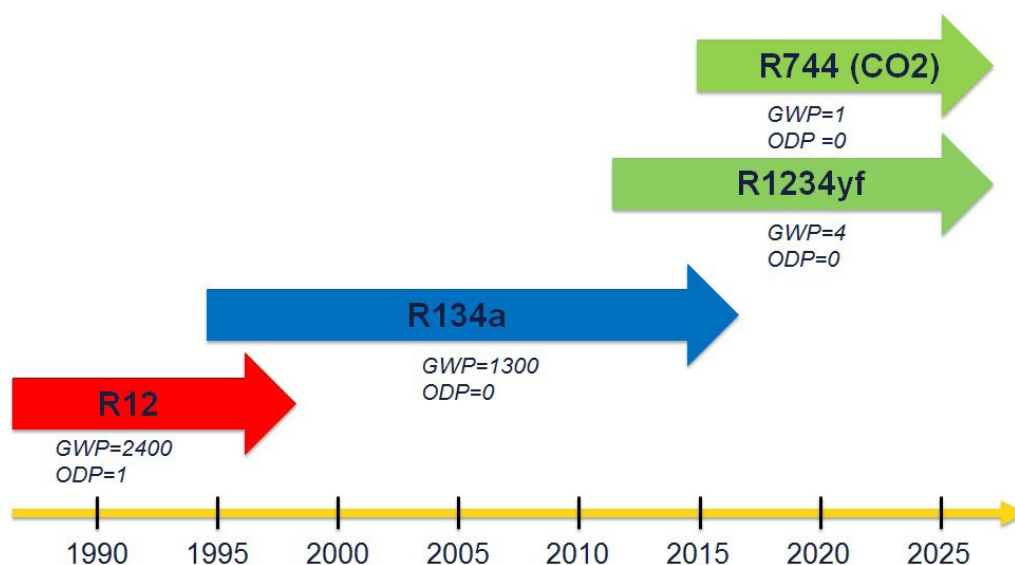 R744 (CO2)
GWP=1
ODP =0
R1234yf
GWP=4
ODP=0
R134a
GWP=1300
ODP=0
R12
GWP=2400
ODP=1
1990 1995 2000 2005 2010 2015 2020 2025